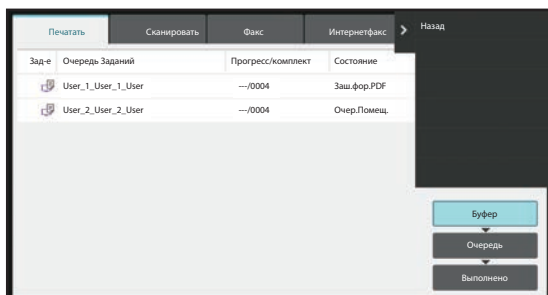 Печатать Сканировать Факс Интернетфакс Назад
Зад-е Очередь Заданий Прогресс/комплект Состояние
User_1_User_1_User ---/0004 Заш.фор.PDF
User_2_User_2_User ---/0004 Очер.Помещ.
Буфер
Очередь
Выполнено